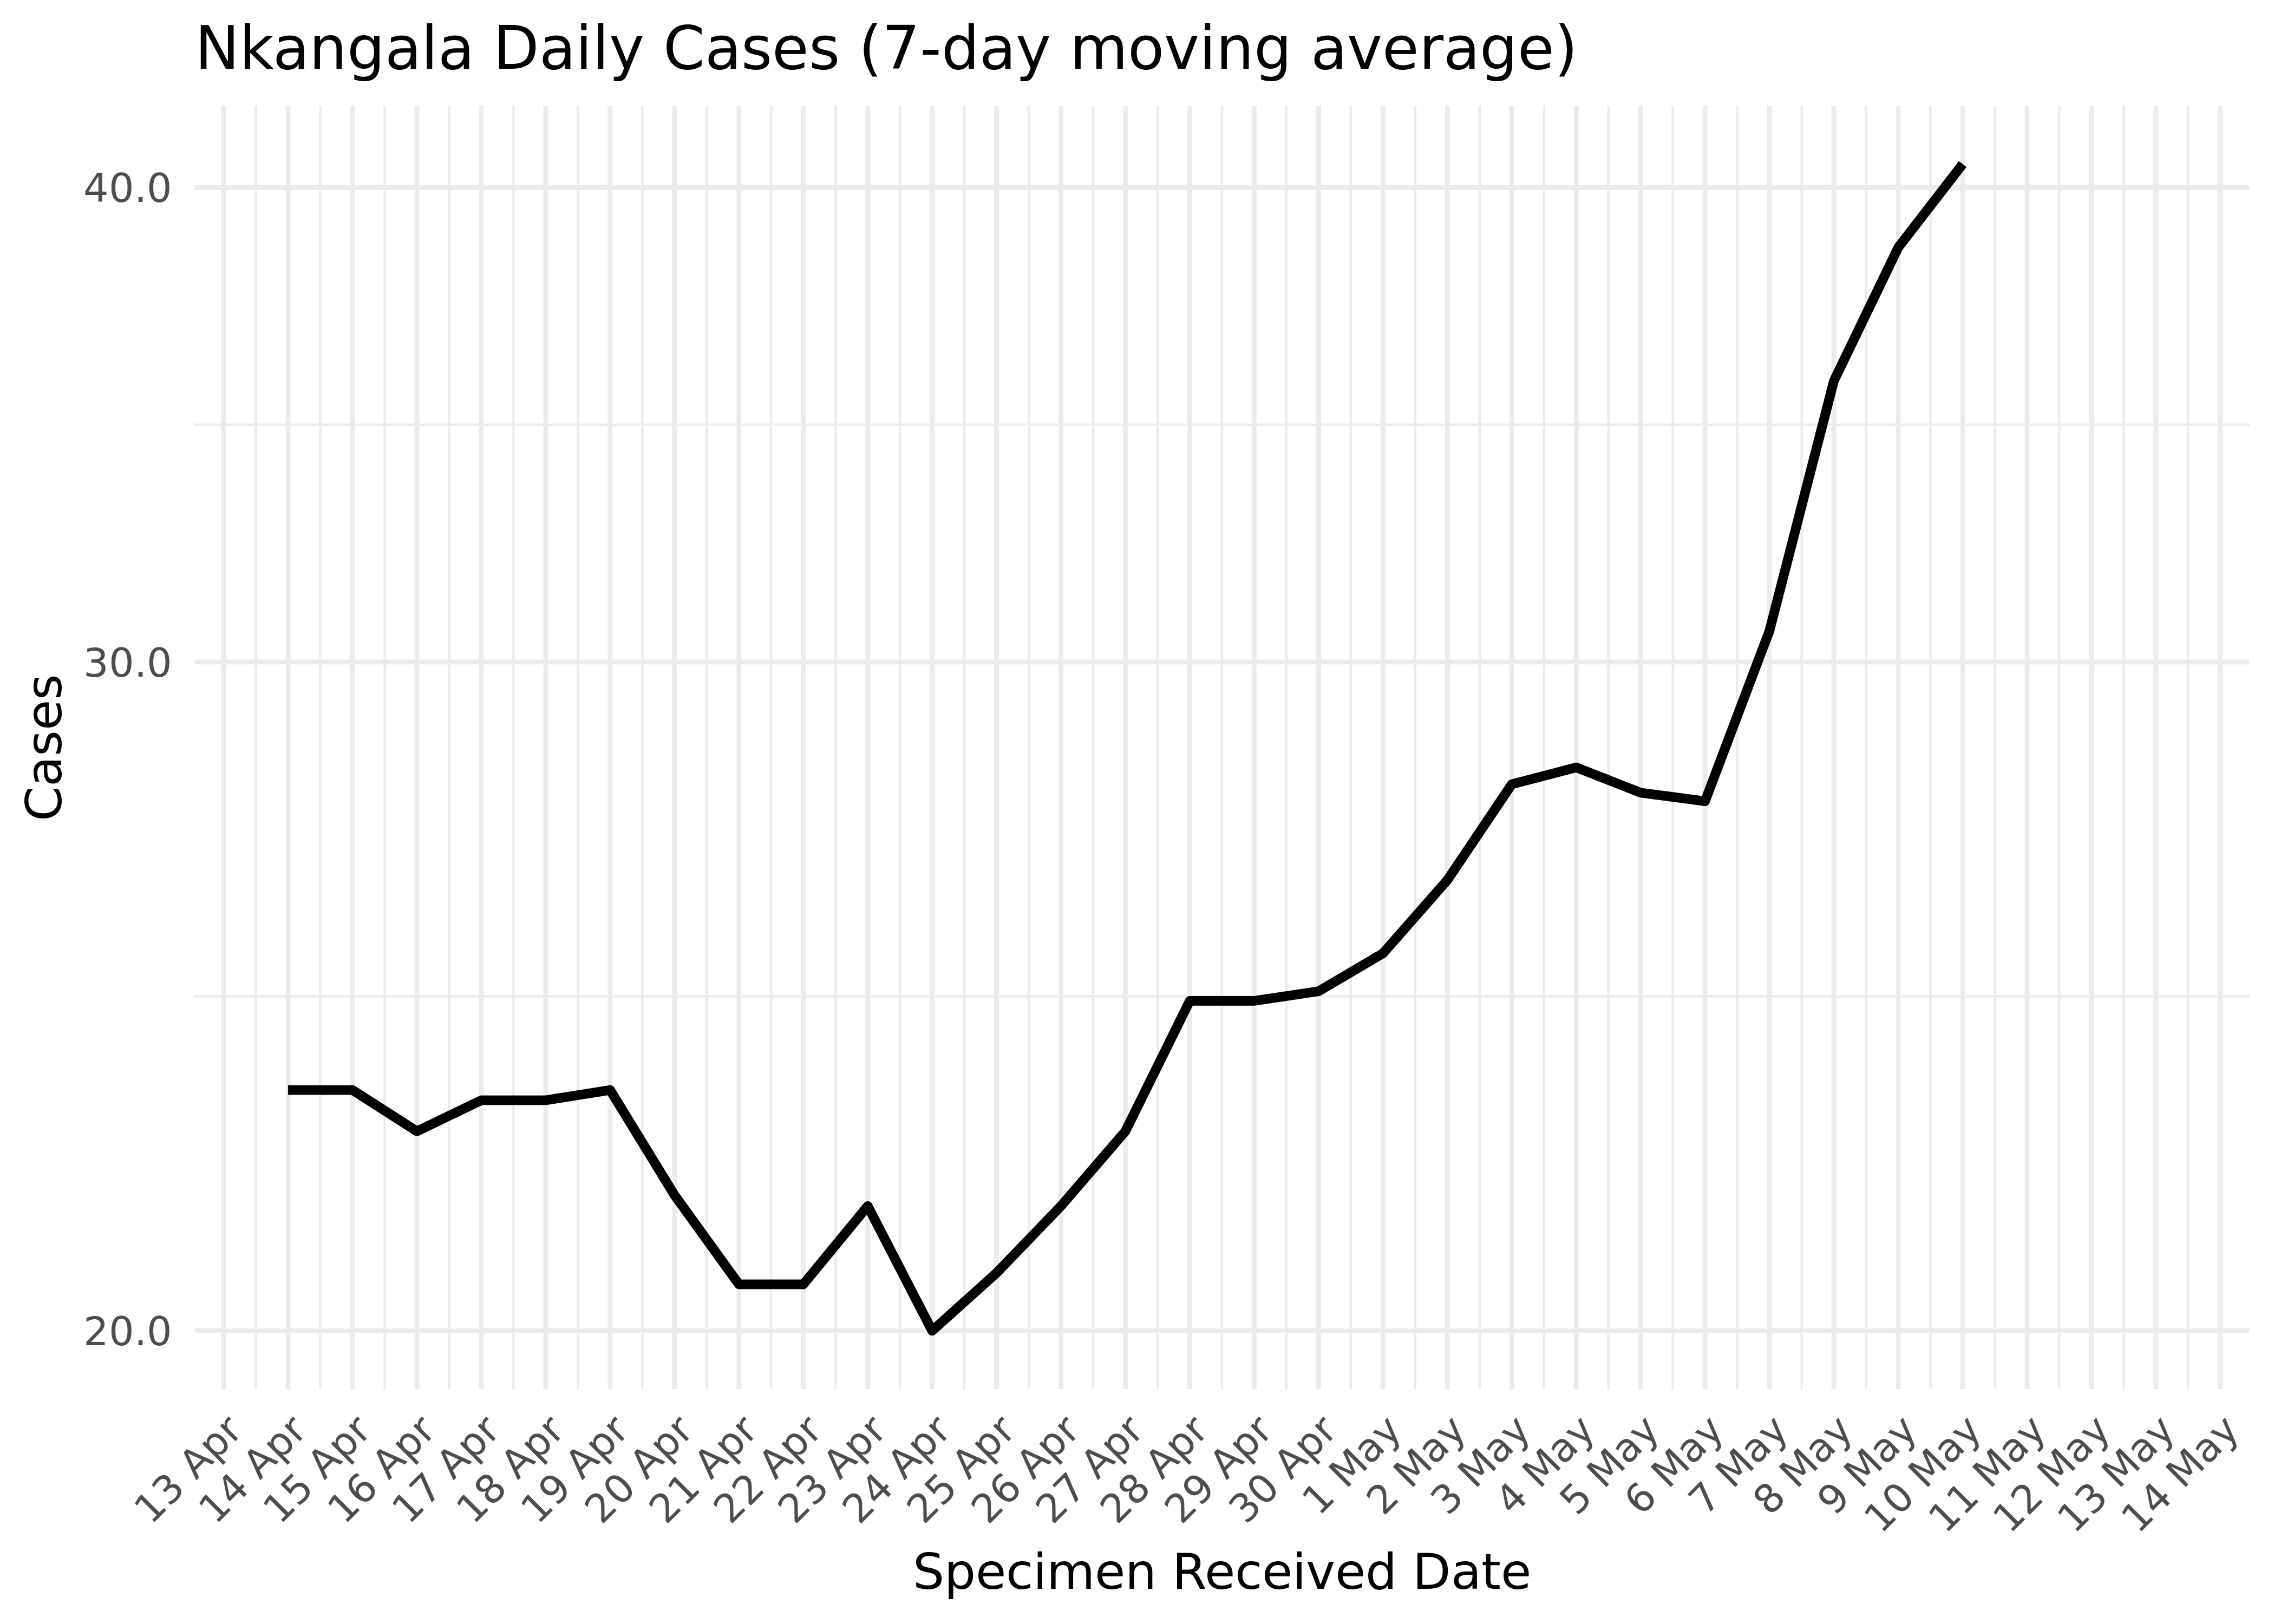 Nkangala Daily Cases (7-day moving average)
40.0
30.0
20.0
Cases
13 Apr
14 Apr
15 Apr
16 Apr
17 Apr
18 Apr
19 Apr
20 Apr
21 Apr
22 Apr
23 Apr
24 Apr
25 Apr
26 Apr
27 Apr
28 Apr
29 Apr
30 Apr
1 May
2 May
3 May
4 May
5 May
6 May
7 May
8 May
9 May
10 May
11 May
12 May
13 May
14 May
Specimen Received Date